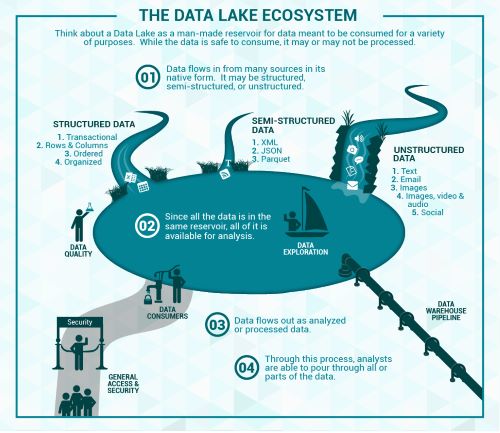 THE DATA LAKE ECOSYSTEM
Think about a Data Lake as a man-made reservoir for data meant to be consumed for a variety
of purposes. While the data is safe to consume, it may or may not be processed.
01
Data flows in from many sources in its
native form. It may be structured,
semi-structured, or unstructured.
STRUCTURED DATA
1. Transactional
2. Rows & Columns
3. Ordered
4. Organized
SEMI-STRUCTURED
DATA
1. XML
2. JSON
3. Parquet
UNSTRUCTURED
DATA
1. Text
2. Email
3. Images
4. Images, video &
audio
5. Social
T
02
Since all the data is in the
same reservoir, all of it is
available for analysis.
DATA
QUALITY
DATA
EXPLORATION
DATA
CONSUMERS
03
Data flows out as analyzed
or processed data.
DATA
WAREHOUSE
PIPELINE
Security
04
Through this process, analysts
are able to pour through all or
parts of the data.
GENERAL
ACCESS &
SECURITY